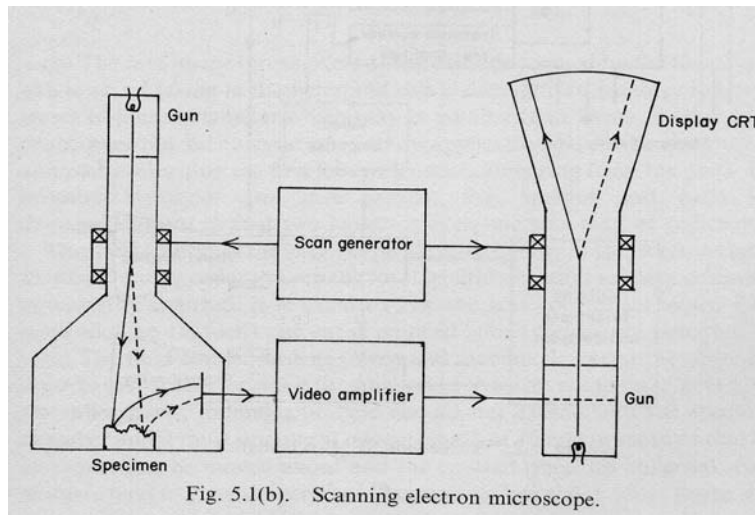 Gun
Display CRT
Scan generator
Video amplifier
Gun
Specimen
Fig. 5.1(b). Scanning electron microscope.